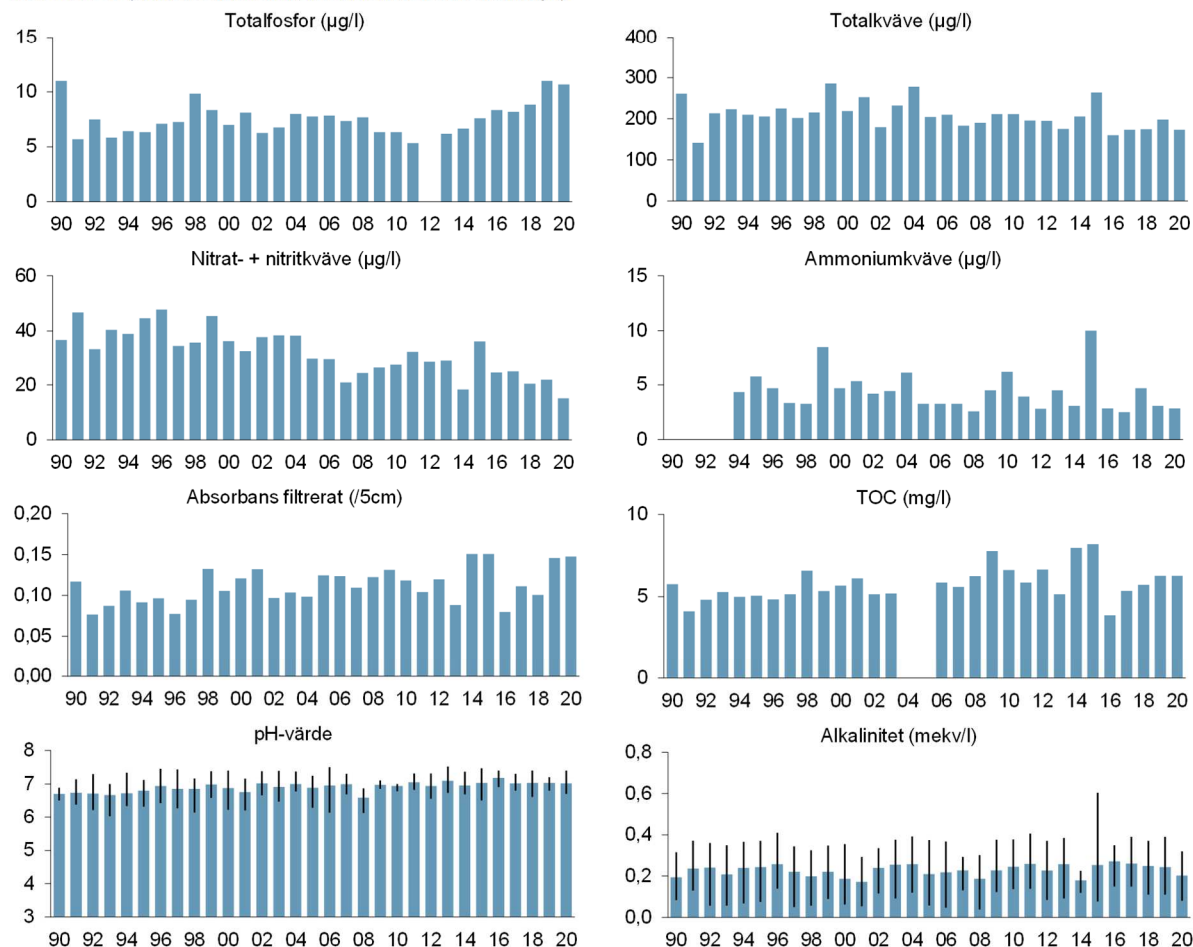 Totalfosfor (µg/l)
15
10
5
0
90 92 94 96 98 00 02 04 06 08 10 12 14 16 18 20
Totalkväve (µg/l)
400
300
200
100
0
90 92 94 96 98 00 02 04 06 08 10 12 14 16 18 20
Nitrat- + nitritkväve (µg/l)
60
40
20
0
90 92 94 96 98 00 02 04 06 08 10 12 14 16 18 20
Ammoniumkväve (µg/l)
15
10
5
0
90 92 94 96 98 00 02 04 06 08 10 12 14 16 18 20
Absorbans filtrerat (/5cm)
0,20
0,15
0,10
0,05
0,00
90 92 94 96 98 00 02 04 06 08 10 12 14 16 18 20
TOC (mg/l)
10
5
0
90 92 94 96 98 00 02 04 06 08 10 12 14 16 18 20
pH-värde
8
7
6
5
4
3
90 92 94 96 98 00 02 04 06 08 10 12 14 16 18 20
Alkalinitet (mekv/l)
0,8
0,6
0,4
0,2
0,0
90 92 94 96 98 00 02 04 06 08 10 12 14 16 18 20